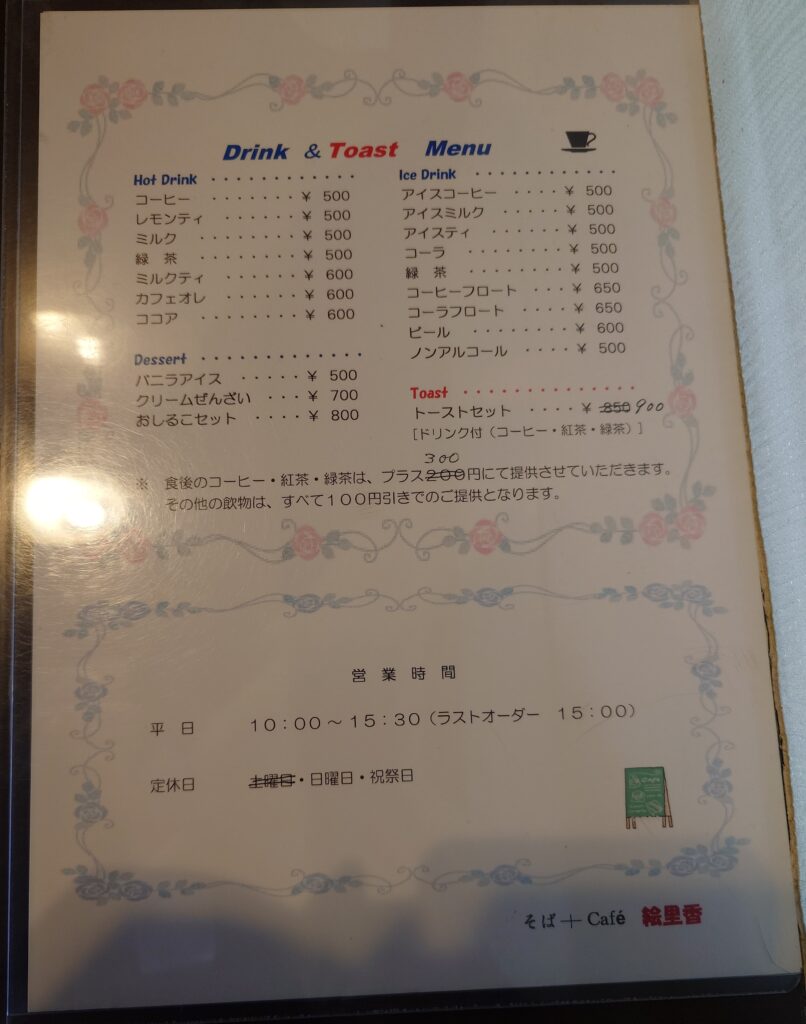 Drink & Toast Menu
Hot Drink ・・・・・・・・・・・・
コーヒー ・・・・・・・ ¥ 500
レモンティ ・・・・・・ ¥ 500
ミルク ・・・・・・・・ ¥ 500
緑 茶 ・・・・・・・・ ¥ 500
ミルクティ ・・・・・・ ¥ 600
カフェオレ ・・・・・・ ¥ 600
ココア ・・・・・・・・ ¥ 600
Dessert ・・・・・・・・・・・・・
バニラアイス ・・・・・ ¥ 500
クリームぜんざい ・・・ ¥ 700
おしるこセット ・・・・ ¥ 800
Ice Drink ・・・・・・・・・・・・
アイスコーヒー ・・・・ ¥ 500
アイスミルク ・・・・・ ¥ 500
アイスティ ・・・・・・ ¥ 500
コーラ ・・・・・・・・ ¥ 500
緑 茶 ・・・・・・・・ ¥ 500
コーヒーフロート ・・・ ¥ 650
コーラフロート ・・・・ ¥ 650
ビール ・・・・・・・・ ¥ 600
ノンアルコール ・・・・ ¥ 500
Toast ・・・・・・・・・・・・・・
トーストセット ・・・・ ¥ 850 900
[ドリンク付(コーヒー・紅茶・緑茶)]
300
※ 食後のコーヒー・紅茶・緑茶は、プラス200円にて提供させていただきます。
その他の飲物は、すべて100円引きでのご提供となります。
営 業 時 間
平 日 10:00~15:30(ラストオーダー 15:00)
定休日 土曜日・日曜日・祝祭日
CAFE
そば+Café 絵里香